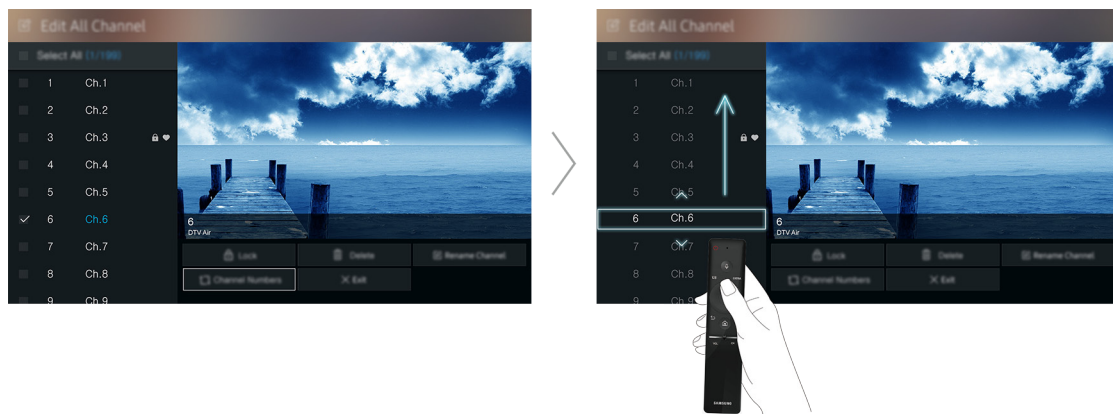 Edit All Channel
Select All (1/199)
1 Ch.1
2 Ch.2
3 Ch.3
4 Ch.4
5 Ch.5
6 Ch.6
7 Ch.7
8 Ch.8
9 Ch.9
6
DTV Air
Lock
Delete
Rename Channel
Channel Numbers
Exit
Edit All Channel
Select All (1/199)
1 Ch.1
2 Ch.2
3 Ch.3
4 Ch.4
5 Ch.5
6 Ch.6
7 Ch.7
8 Ch.8
9 Ch.9
6
DTV Air
Lock
Delete
Rename Channel
Channel Numbers
Exit
SAMSUNG